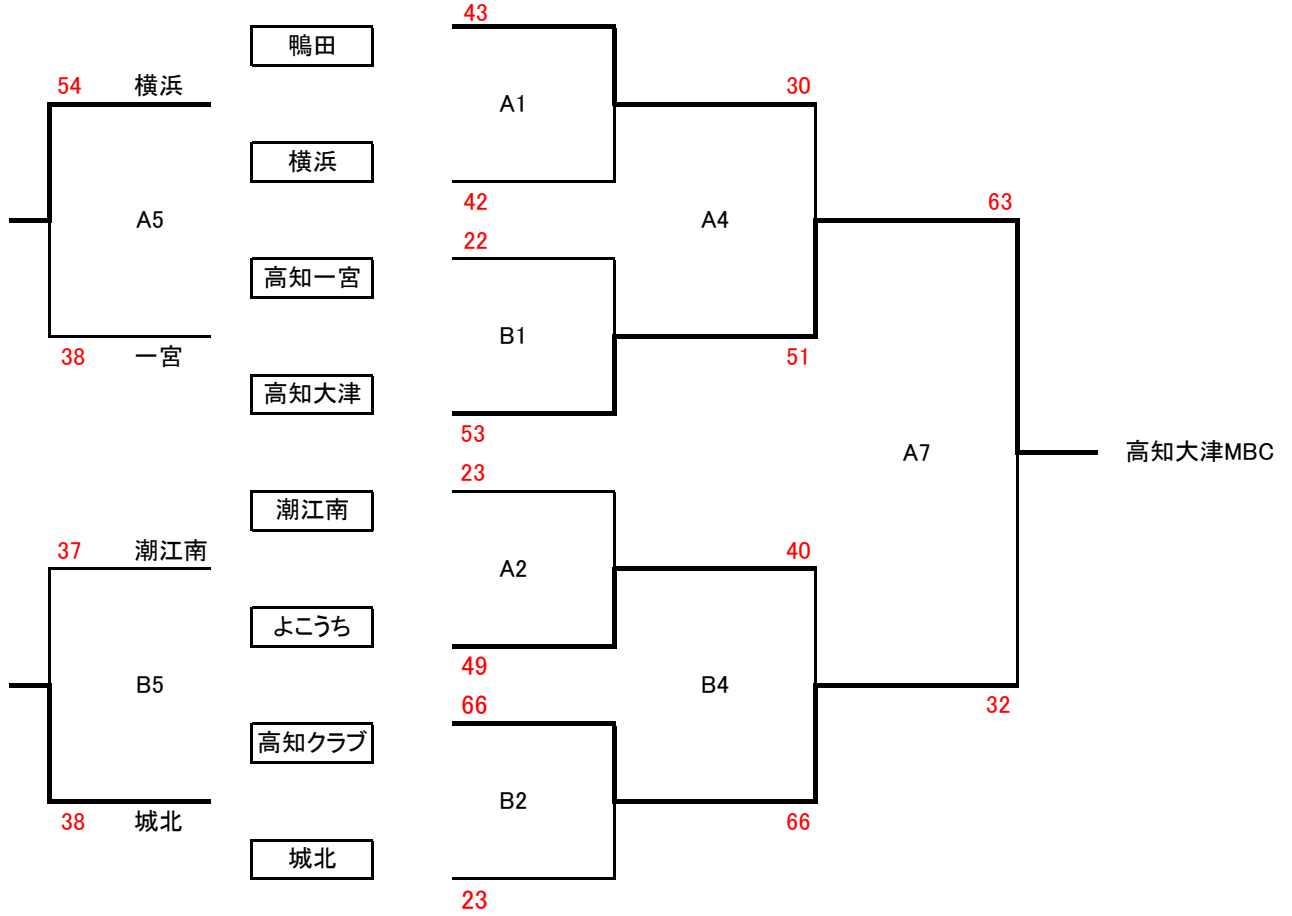 43
鴨田
54 横浜
A1
30
横浜
42
63
A5
A4
22
高知一宮
B1
38 一宮
51
高知大津
53
A7
高知大津MBC
23
潮江南
37 潮江南
40
A2
よこうち
49
B5
B4
66
32
高知クラブ
B2
38 城北
66
城北
23